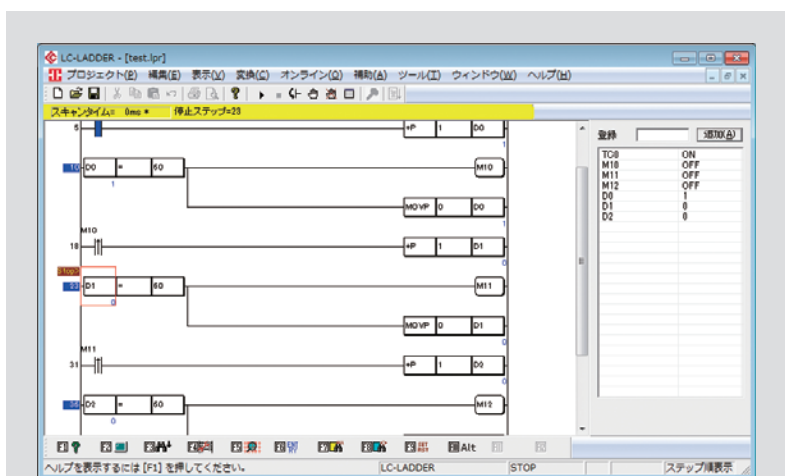 LC-LADDER - [test.lpr]
プロジェクト(P) 編集(E) 表示(V) 変換(C) オンライン(O) 補助(A) ツール(T) ウィンドウ(W) ヘルプ(H)
スキャンタイム= 0ms * 停止ステップ=23
5 +P 1 D0
1
D0 = 60 M10
1
MOVP 0 D0
1
M10
18 +P 1 D1
0
23 D1 = 60 M11
0
MOVP 0 D1
0
M11
31 +P 1 D2
0
36 D2 = 60 M12
0
登録 追加(A)
TC0 ON
M10 OFF
M11 OFF
M12 OFF
D0 1
D1 0
D2 0
Alt
ヘルプを表示するには [F1] を押してください。 LC-LADDER STOP ステップ順表示